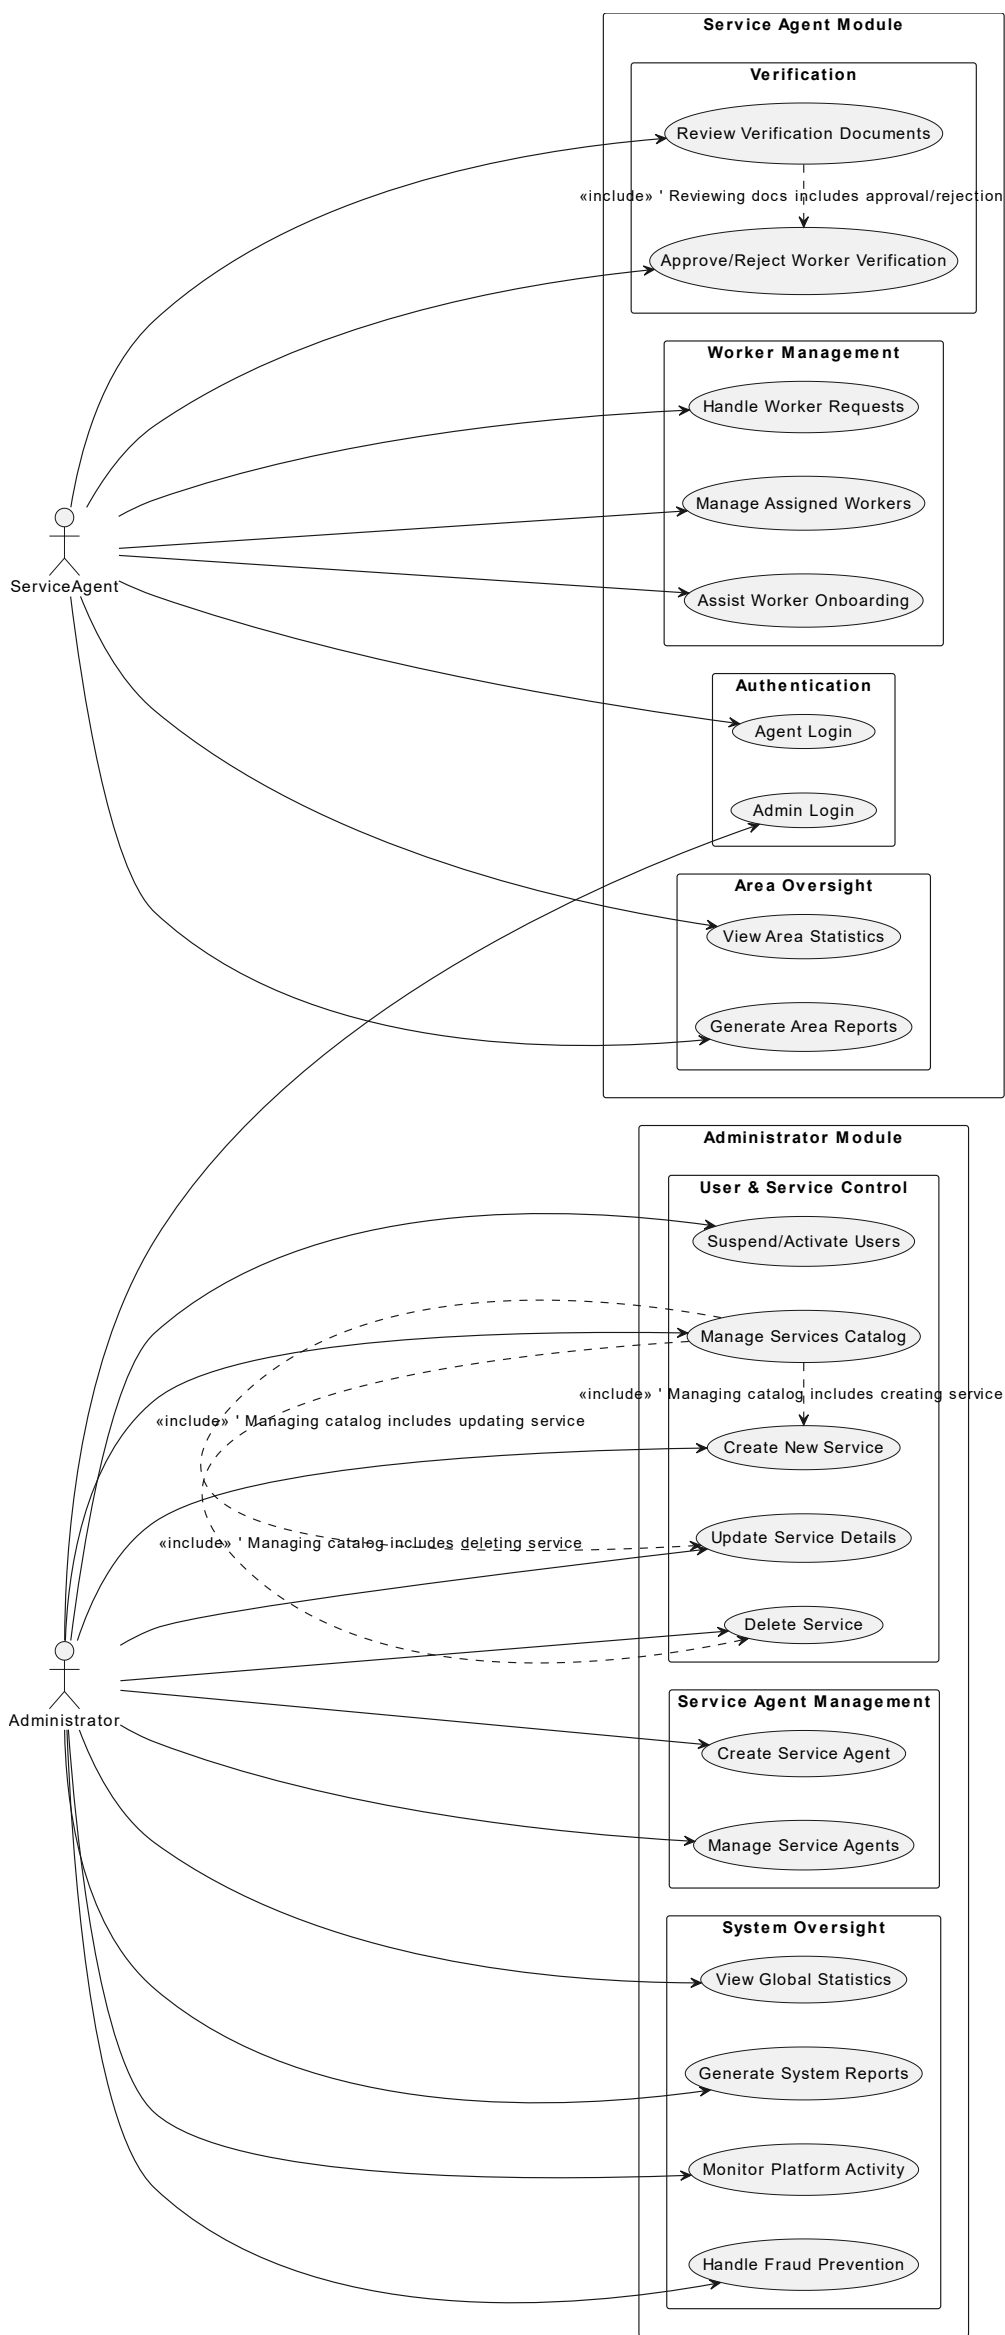 Service Agent Module
Verification
Review Verification Documents
«include» ' Reviewing docs includes approval/rejection
Approve/Reject Worker Verification
Worker Management
Handle Worker Requests
Manage Assigned Workers
Assist Worker Onboarding
ServiceAgent
Authentication
Agent Login
Admin Login
Area Oversight
View Area Statistics
Generate Area Reports
Administrator Module
User & Service Control
Suspend/Activate Users
Manage Services Catalog
«include» ' Managing catalog includes creating service
«include» ' Managing catalog includes updating service
Create New Service
Update Service Details
«include» ' Managing catalog includes deleting service
Delete Service
Administrator
Service Agent Management
Create Service Agent
Manage Service Agents
System Oversight
View Global Statistics
Generate System Reports
Monitor Platform Activity
Handle Fraud Prevention